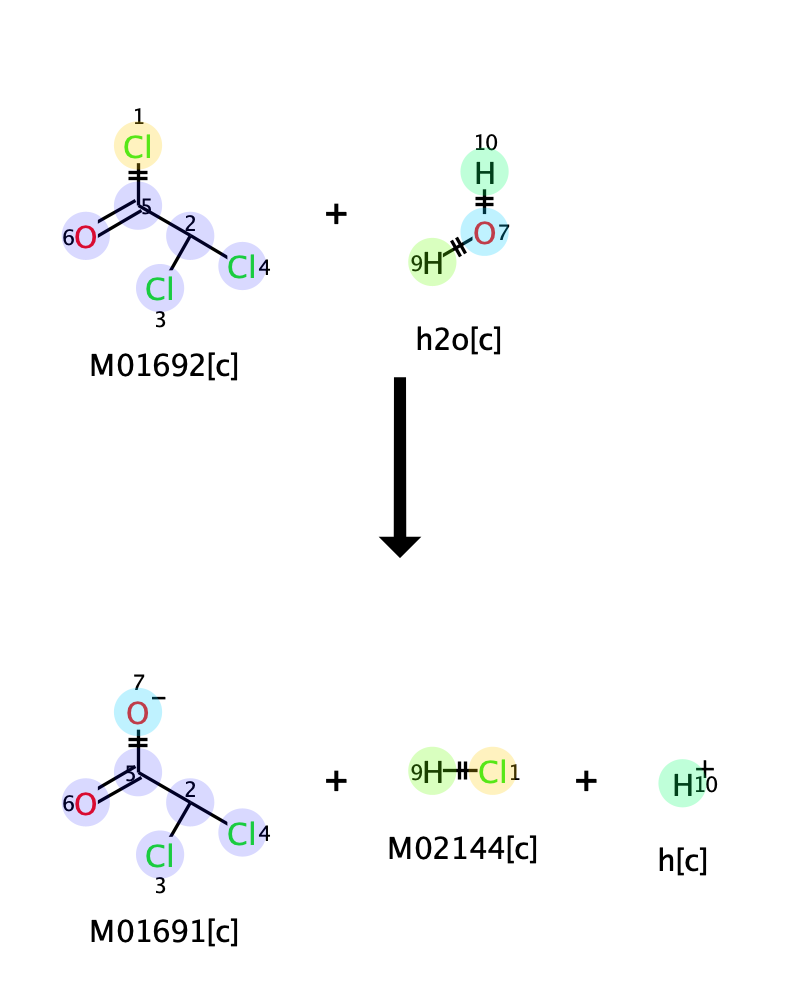 1
Cl
10
H
5
2
+
6O
O7
9H
Cl4
Cl
3
h2o[c]
M01692[c]
7
O−
5
2
9H Cl1
+
+
H+10
6O
Cl4
Cl
3
M02144[c]
h[c]
M01691[c]